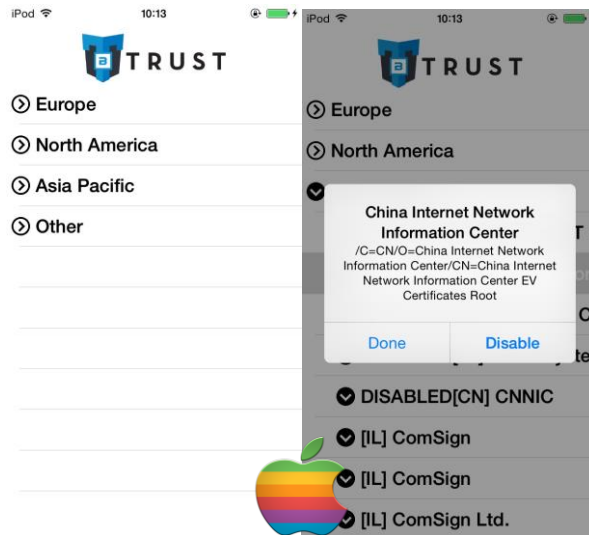 iPod 10:13
a TRUST
Europe
North America
Asia Pacific
Other
iPod 10:13
a TRUST
Europe
North America
China Internet Network
Information Center
/C=CN/O=China Internet Network
Information Center/CN=China Internet
Network Information Center EV
Certificates Root
Done Disable
DISABLED[CN] CNNIC
[IL] ComSign
[IL] ComSign
[IL] ComSign Ltd.